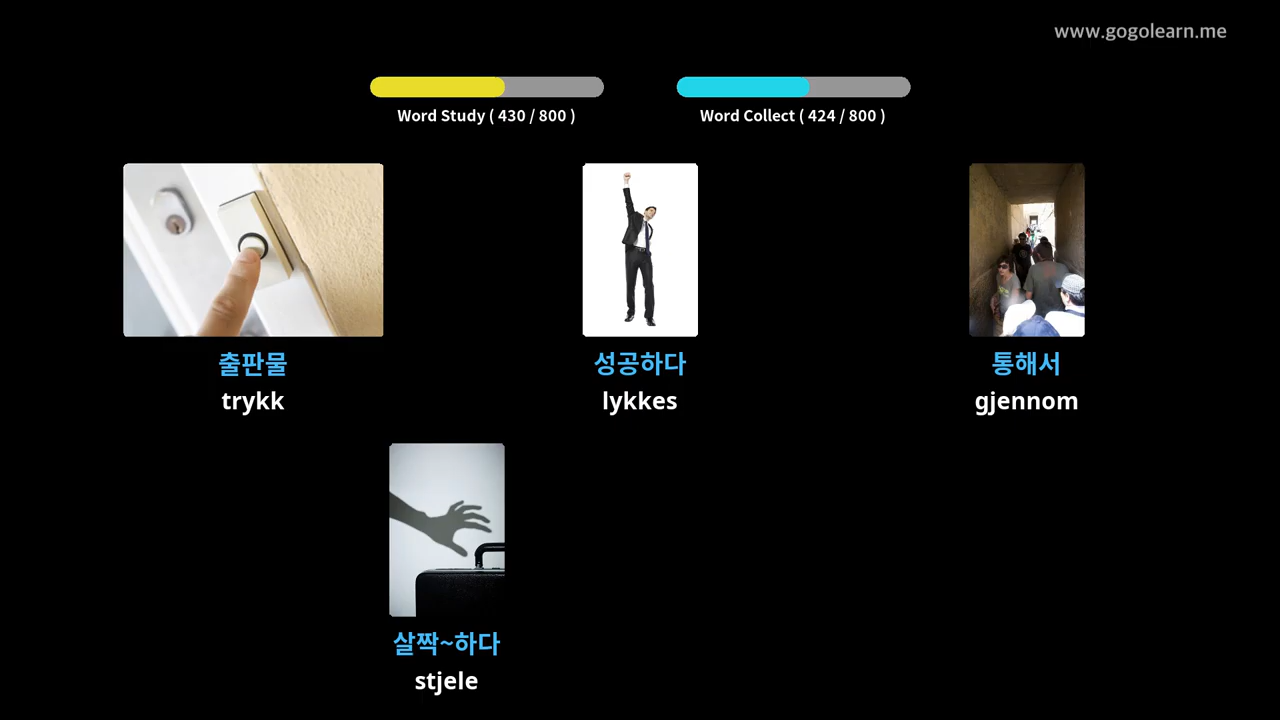 www.gogolearn.me
Word Study ( 430 / 800 )
Word Collect ( 424 / 800 )
출판물
trykk
성공하다
lykkes
통해서
gjennom
살짝~하다
stjele